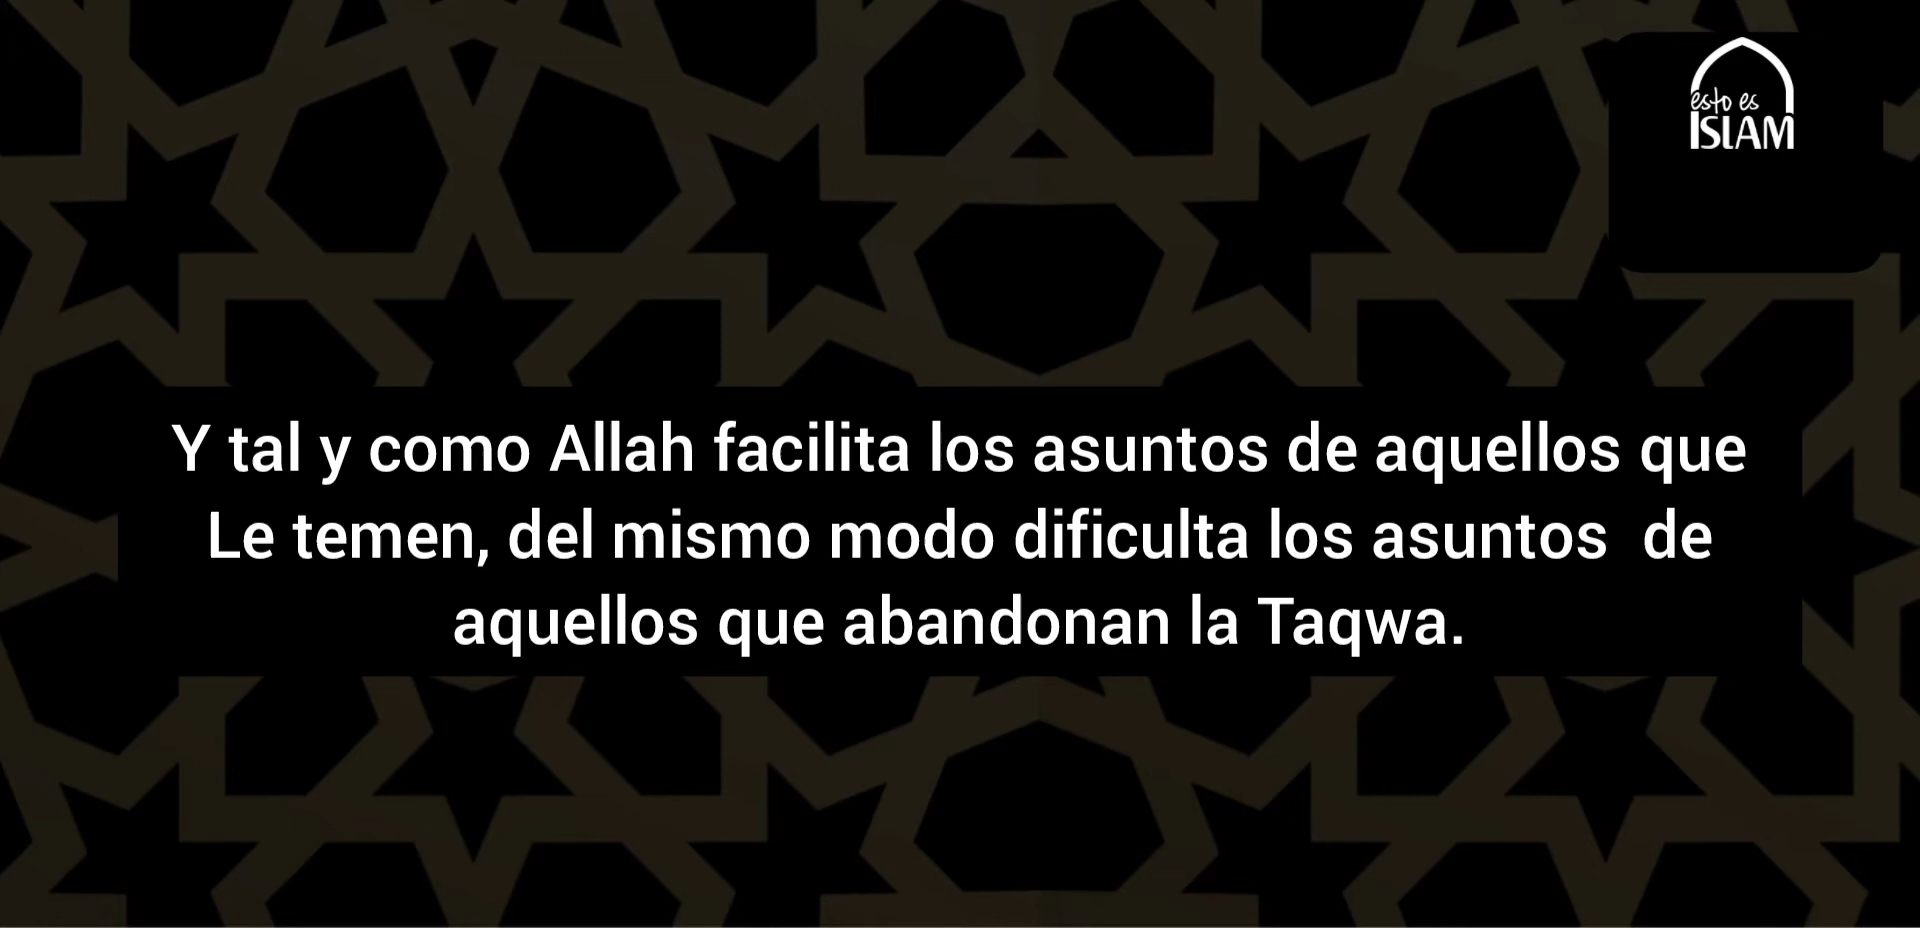 esto es
ISLAM
Y tal y como Allah facilita los asuntos de aquellos que
Le temen, del mismo modo dificulta los asuntos  de
aquellos que abandonan la Taqwa.